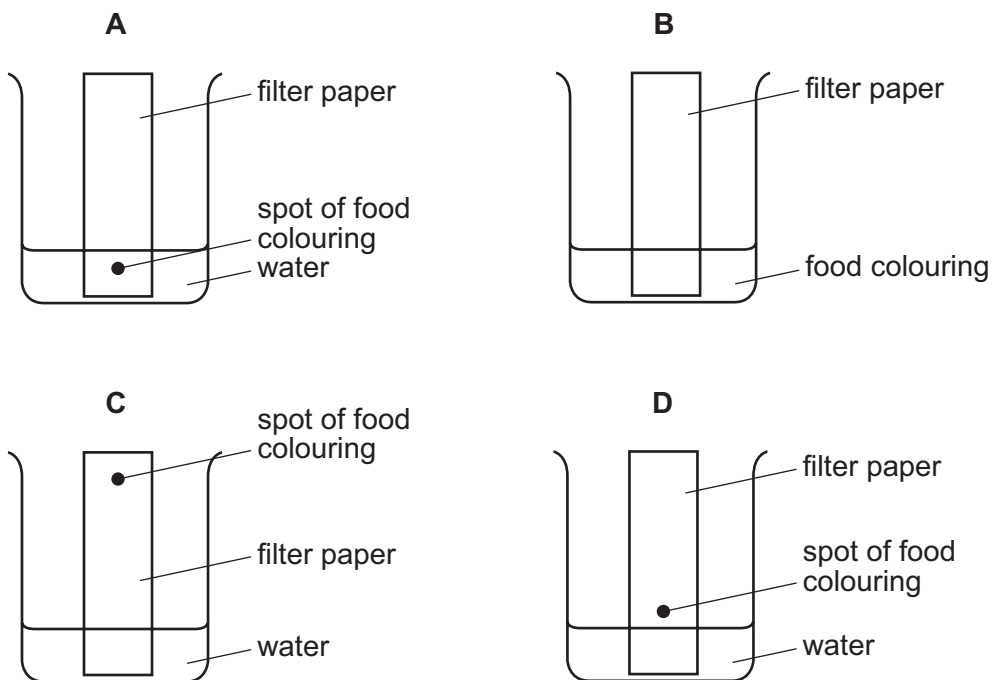 A
filter paper
spot of food
colouring
water
B
filter paper
food colouring
C
spot of food
colouring
filter paper
water
D
filter paper
spot of food
colouring
water